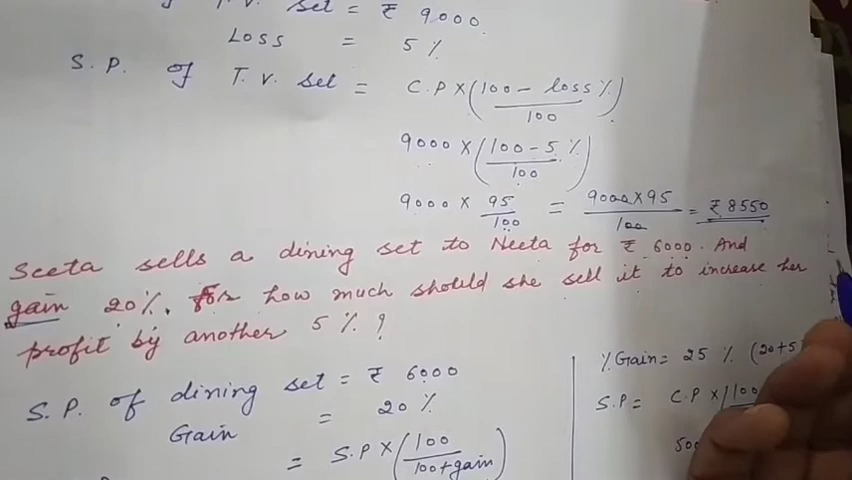 T.V. set = ₹ 9000
Loss = 5 %
S.P. of T.V. set = C.P × (100 - loss % / 100)
9000 × (100 - 5 % / 100)
9000 × 95/100 = 9000 × 95 / 100 = ₹ 8550
Seeta sells a dining set to Neeta for ₹ 6000. And
gain 20%. For how much should she sell it to increase her
profit by another 5 % ?
S.P. of dining set = ₹ 6000
Gain = 20 %
= S.P × (100 / 100 + gain)
% Gain = 25 % (20+5
S.P = C.P × (100